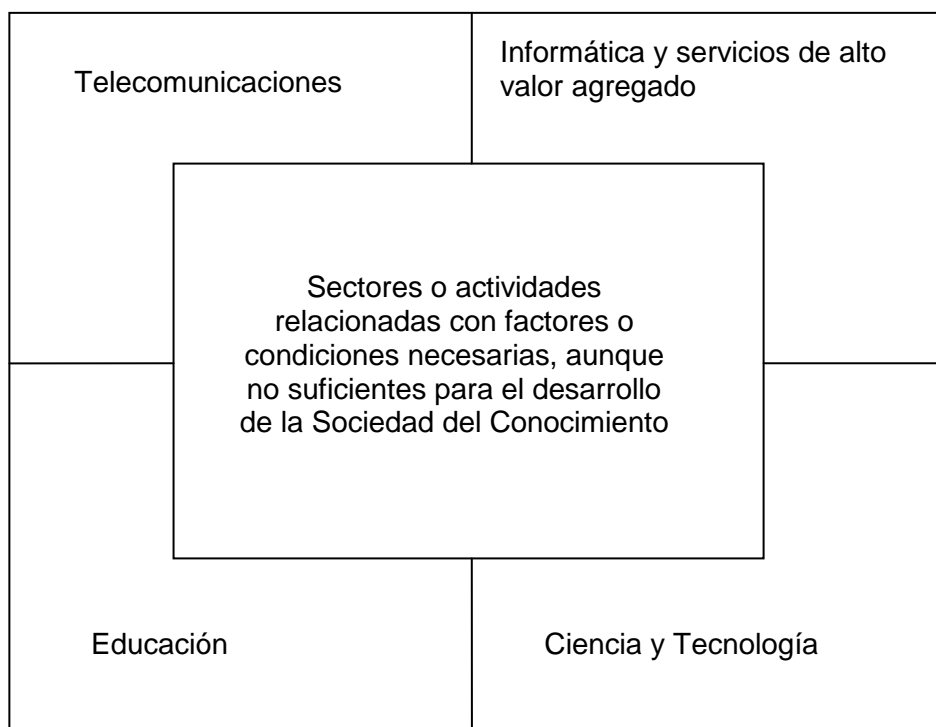 Telecomunicaciones
Informática y servicios de alto
valor agregado
Sectores o actividades
relacionadas con factores o
condiciones necesarias, aunque
no suficientes para el desarrollo
de la Sociedad del Conocimiento
Educación
Ciencia y Tecnología